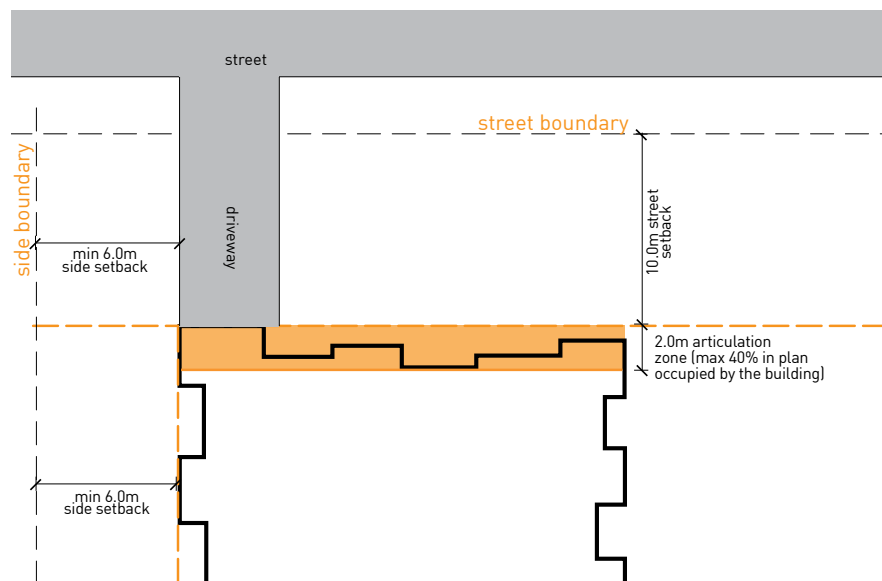 street
street boundary
side boundary
driveway
10.0m street
setback
min 6.0m
side setback
2.0m articulation
zone (max 40% in plan
occupied by the building)
min 6.0m
side setback